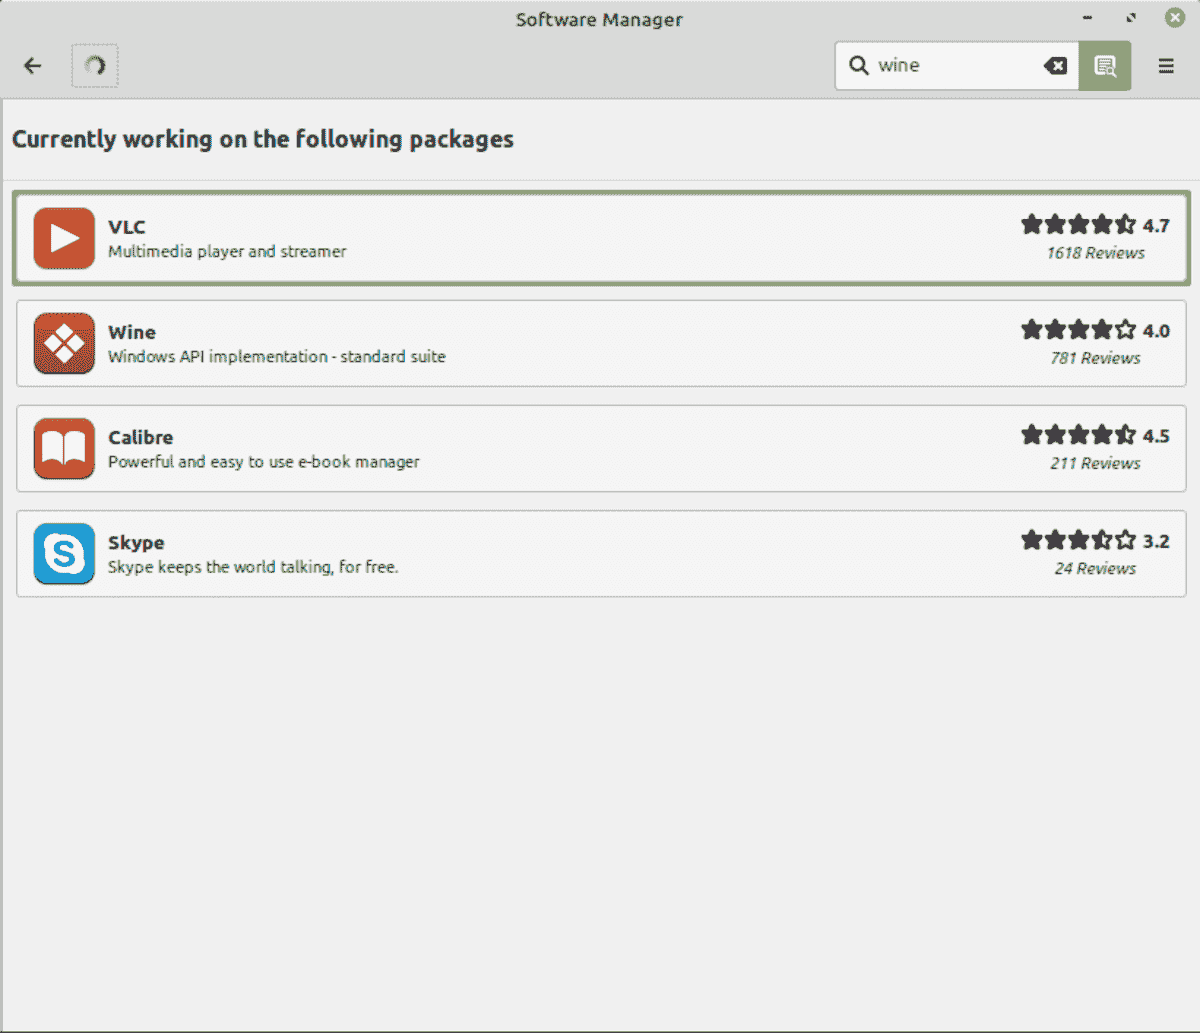 Software Manager
wine
Currently working on the following packages
VLC
Multimedia player and streamer
4.7
1618 Reviews
Wine
Windows API implementation - standard suite
4.0
781 Reviews
Calibre
Powerful and easy to use e-book manager
4.5
211 Reviews
Skype
Skype keeps the world talking, for free.
3.2
24 Reviews